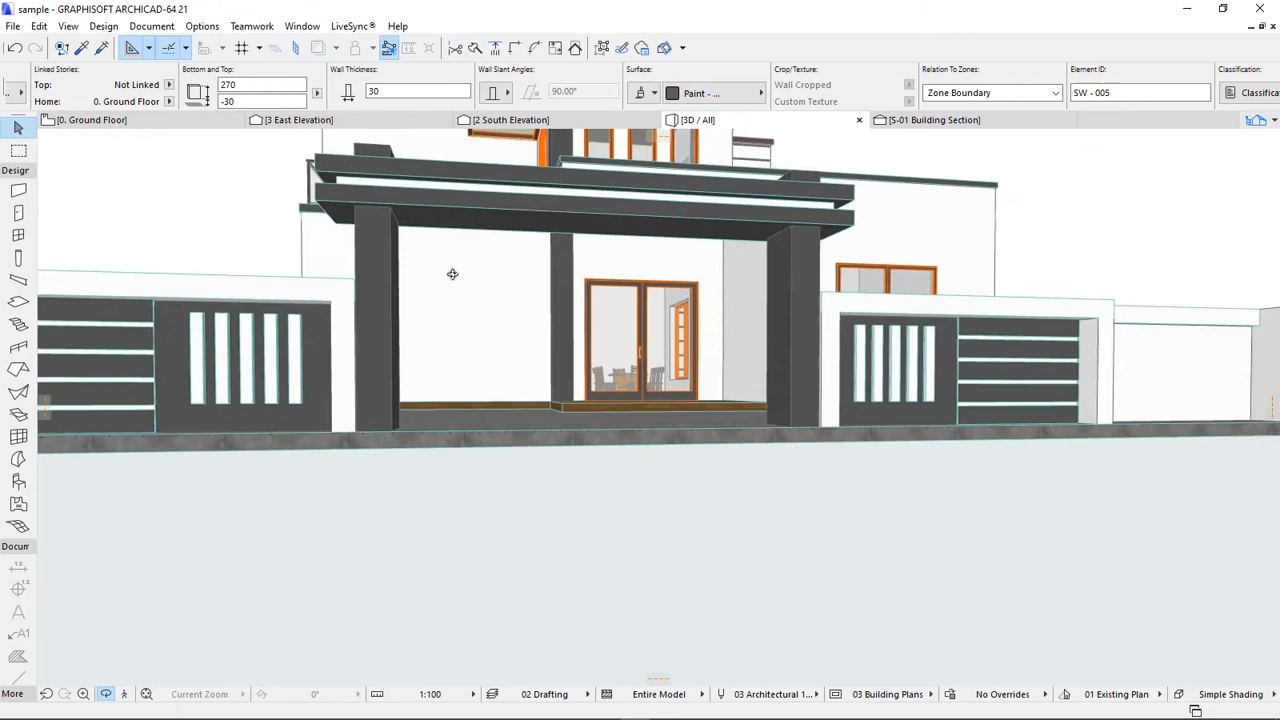 sample - GRAPHISOFT ARCHICAD-64 21
File Edit View Design Document Options Teamwork Window LiveSync® Help
Linked Stories: Bottom and Top: Wall Thickness: Wall Slant Angles: Surface: Crop/Texture: Relation To Zones: Element ID: Classification:
Top: Not Linked 270 Wall Cropped
30 90.00° Paint - ... Zone Boundary SW - 005 Classifica
Home: 0. Ground Floor -30 Custom Texture
[0. Ground Floor] [3 East Elevation] [2 South Elevation] [3D / All] [S-01 Building Section]
Design
Docum
1.2
A
A1
More Current Zoom 0° 1:100 02 Drafting Entire Model 03 Architectural 1... 03 Building Plans No Overrides 01 Existing Plan Simple Shading